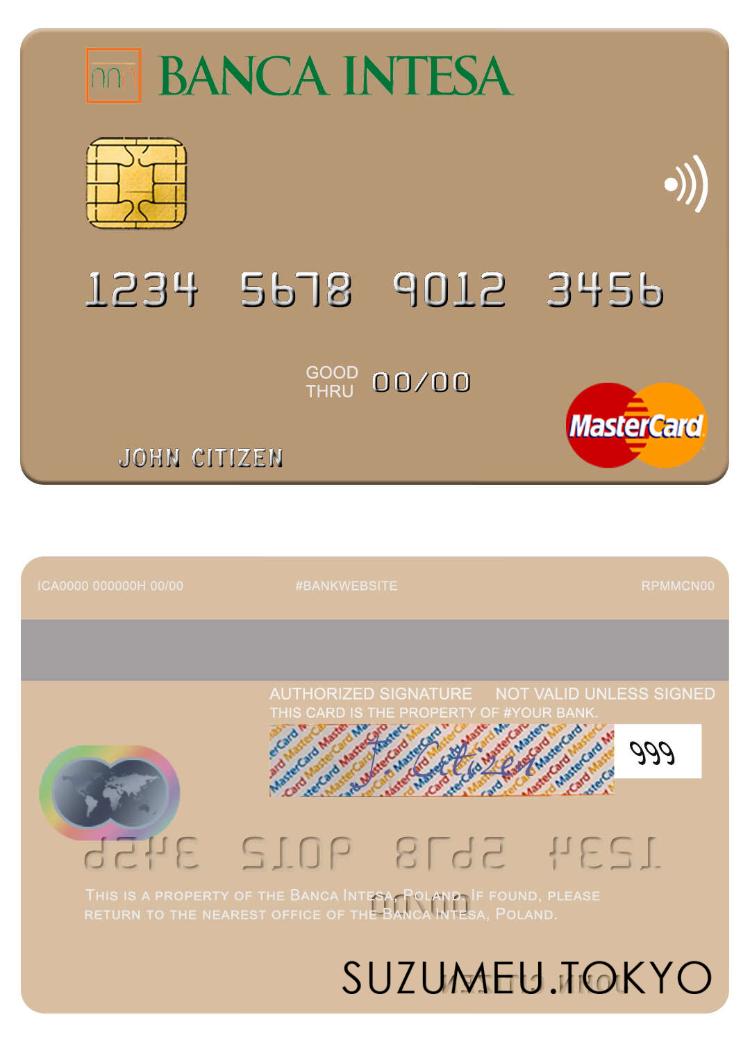 BANCA INTESA
1234 5678 9012 3456
GOOD THRU 00/00
MasterCard
JOHN CITIZEN
ICA0000 000000H 00/00 #BANKWEBSITE RPMMCN00
AUTHORIZED SIGNATURE NOT VALID UNLESS SIGNED
THIS CARD IS THE PROPERTY OF #YOUR BANK.
J. Citizen 999
THIS IS A PROPERTY OF THE BANCA INTESA, POLAND. IF FOUND, PLEASE
RETURN TO THE NEAREST OFFICE OF THE BANCA INTESA, POLAND.
SUZUMEU.TOKYO